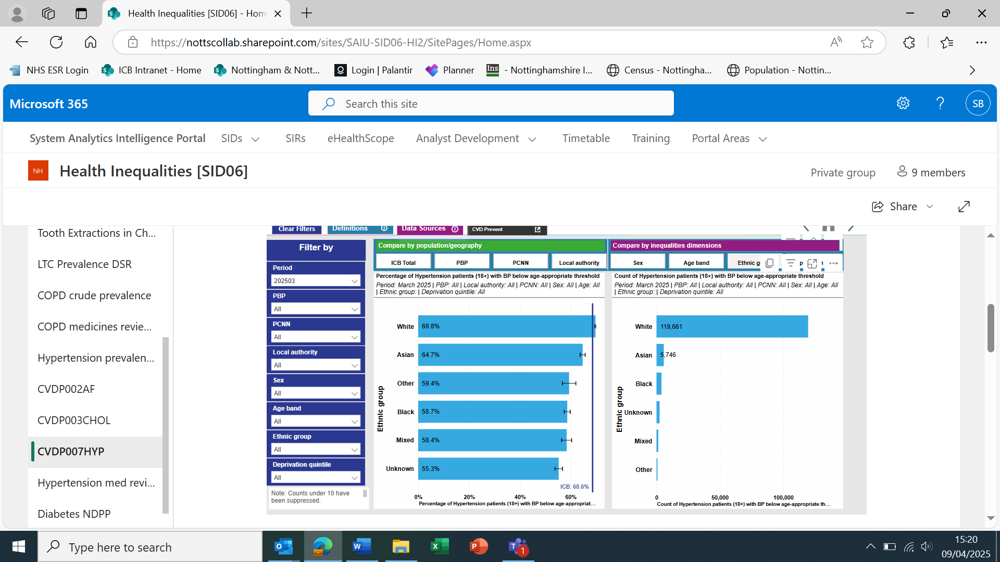 Health Inequalities [SID06] - Hom
https://nottscollab.sharepoint.com/sites/SAIU-SID06-HI2/SitePages/Home.aspx
NHS ESR Login
ICB Intranet - Home
Nottingham & Nott...
Login | Palantir
Planner
Ins - Nottinghamshire I...
Census - Nottingha...
Population - Nottin...
Microsoft 365
Search this site
SB
System Analytics Intelligence Portal
SIDs
SIRs
eHealthScope
Analyst Development
Timetable
Training
Portal Areas
NH
Health Inequalities [SID06]
Private group
9 members
Share
Tooth Extractions in Ch...
LTC Prevalence DSR
COPD crude prevalence
COPD medicines revie...
Hypertension prevalen...
CVDP002AF
CVDP003CHOL
CVDP007HYP
Hypertension med revi...
Diabetes NDPP
Clear Filters
Definitions
Data Sources
CVD Prevent
Filter by
Period
202503
PBP
All
PCNN
All
Local authority
All
Sex
All
Age band
All
Ethnic group
All
Deprivation quintile
All
Note: Counts under 10 have
been suppressed.
Compare by population/geography
ICB Total
PBP
PCNN
Local authority
Compare by inequalities dimensions
Sex
Age band
Ethnic g
Percentage of Hypertension patients (18+) with BP below age-appropriate threshold
Period: March 2025 | PBP: All | Local authority: All | PCNN: All | Sex: All | Age: All
| Ethnic group: | Deprivation quintile: All
Ethnic group
White 69.8%
Asian 64.7%
Other 59.4%
Black 58.7%
Mixed 58.4%
Unknown 55.3%
ICB: 68.6%
0% 20% 40% 60%
Percentage of Hypertension patients (18+) with BP below age-appropriat...
Count of Hypertension patients (18+) with BP below age-appropriate threshold
Period: March 2025 | PBP: All | Local authority: All | PCNN: All | Sex: All | Age: All
| Ethnic group: | Deprivation quintile: All
Ethnic group
White 119,661
Asian 5,746
Black
Unknown
Mixed
Other
0 50,000 100,000
Count of Hypertension patients (18+) with BP below age-appropriate th...
Type here to search
1
15:20
09/04/2025